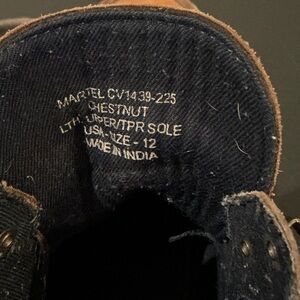 MARTEL CV1439-225
CHESTNUT
LTH. UPPER/TPR SOLE
USA-SIZE - 12
MADE IN INDIA